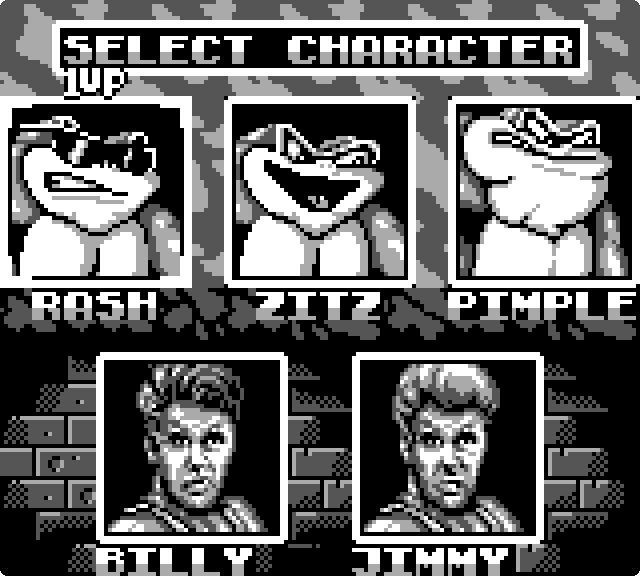 SELECT CHARACTER
1UP
RASH ZITZ PIMPLE
BILLY JIMMY